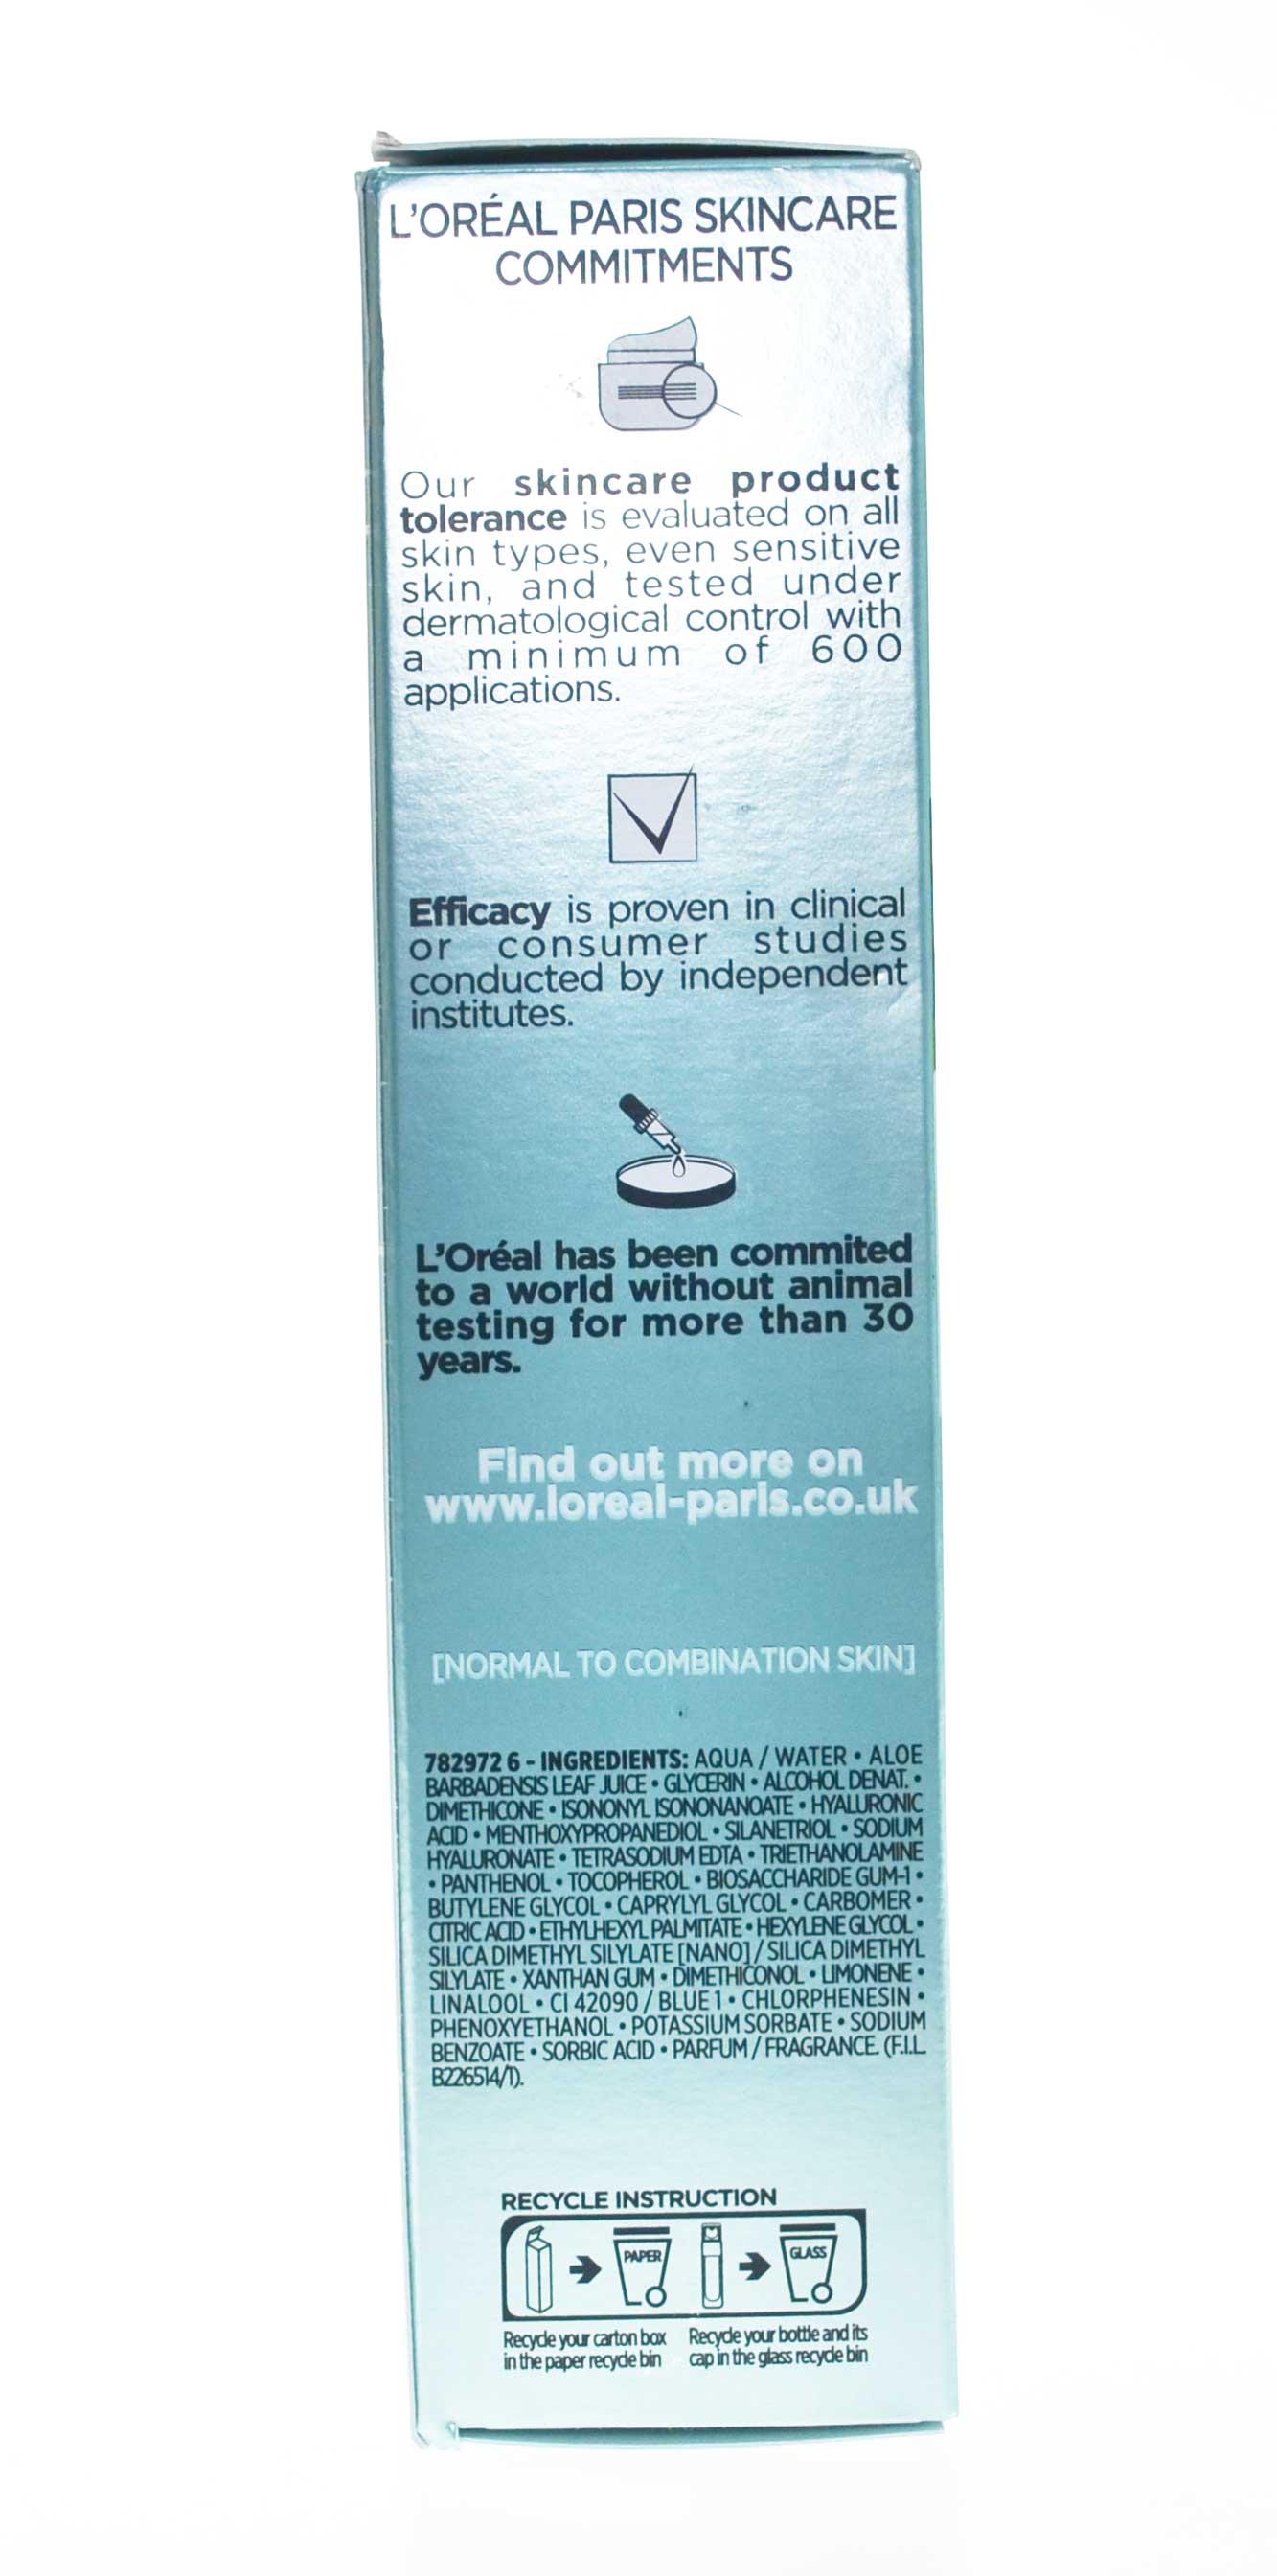 L'ORÉAL PARIS SKINCARE
COMMITMENTS
Our skincare product
tolerance is evaluated on all
skin types, even sensitive
skin, and tested under
dermatological control with
a minimum of 600
applications.
Efficacy is proven in clinical
or consumer studies
conducted by independent
institutes.
L'Oréal has been commited
to a world without animal
testing for more than 30
years.
Find out more on
www.loreal-paris.co.uk
[NORMAL TO COMBINATION SKIN]
782972 6 - INGREDIENTS: AQUA / WATER • ALOE
BARBADENSIS LEAF JUICE • GLYCERIN • ALCOHOL DENAT. •
DIMETHICONE • ISONONYL ISONONANOATE • HYALURONIC
ACID • MENTHOXYPROPANEDIOL • SILANETRIOL • SODIUM
HYALURONATE • TETRASODIUM EDTA • TRIETHANOLAMINE
• PANTHENOL • TOCOPHEROL • BIOSACCHARIDE GUM-1 •
BUTYLENE GLYCOL • CAPRYLYL GLYCOL • CARBOMER •
CITRIC ACID • ETHYLHEXYL PALMITATE • HEXYLENE GLYCOL •
SILICA DIMETHYL SILYLATE [NANO] / SILICA DIMETHYL
SILYLATE • XANTHAN GUM • DIMETHICONOL • LIMONENE •
LINALOOL • CI 42090 / BLUE 1 • CHLORPHENESIN •
PHENOXYETHANOL • POTASSIUM SORBATE • SODIUM
BENZOATE • SORBIC ACID • PARFUM / FRAGRANCE. (F.I.L.
B226514/1).
RECYCLE INSTRUCTION
PAPER GLASS
Recycle your carton box
in the paper recycle bin
Recycle your bottle and its
cap in the glass recycle bin